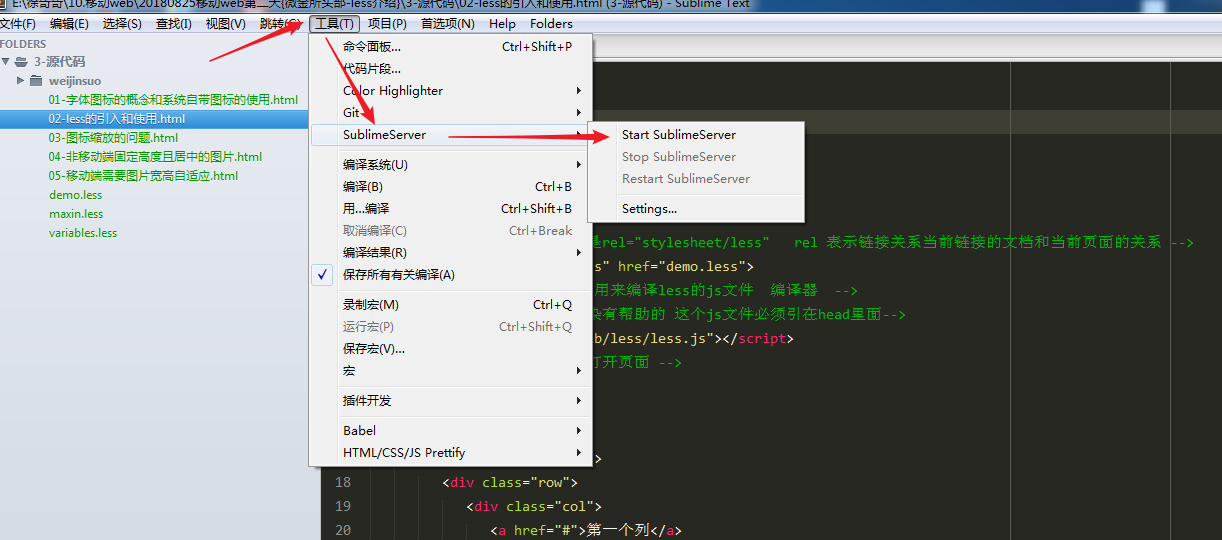 E:\徐奇奇\10.移动web\20180825移动web第二天{微金所头部-less介绍}\3-源代码\02-less的引入和使用.html (3-源代码) - Sublime Text
文件(F) 编辑(E) 选择(S) 查找(I) 视图(V) 跳转(G) 工具(T) 项目(P) 首选项(N) Help Folders
FOLDERS
3-源代码
weijinsuo
01-字体图标的概念和系统自带图标的使用.html
02-less的引入和使用.html
03-图标缩放的问题.html
04-非移动端固定高度且居中的图片.html
05-移动端需要图片宽高自适应.html
demo.less
maxin.less
variables.less
命令面板... Ctrl+Shift+P
代码片段...
Color Highlighter
Git
SublimeServer
编译系统(U)
编译(B) Ctrl+B
用...编译 Ctrl+Shift+B
取消编译(C) Ctrl+Break
编译结果(R)
保存所有有关编译(A)
录制宏(M) Ctrl+Q
运行宏(P) Ctrl+Shift+Q
保存宏(V)...
宏
插件开发
Babel
HTML/CSS/JS Prettify
Start SublimeServer
Stop SublimeServer
Restart SublimeServer
Settings...
rel="stylesheet/less" rel 表示链接关系当前链接的文档和当前页面的关系 -->
s" href="demo.less">
用来编译less的js文件 编译器 -->
染有帮助的 这个js文件必须引在head里面-->
b/less/less.js"></script>
打开页面 -->
>
18 <div class="row">
19 <div class="col">
20 <a href="#">第一个列</a>